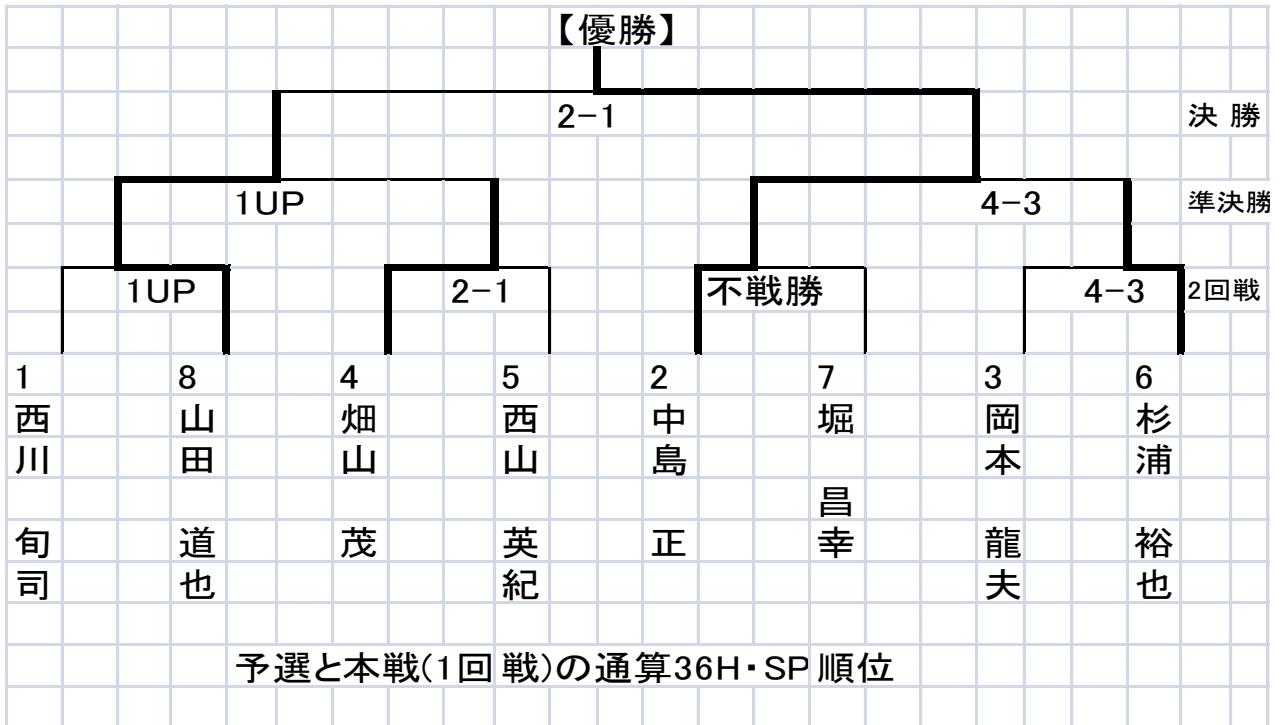 【優勝】
2-1
決 勝
1UP
4-3
準決勝
1UP
2-1
不戦勝
4-3
2回戦
1
8
4
5
2
7
3
6
西川 旬司
山田 道也
畑山 茂
西山 英紀
中島 正
堀 昌幸
岡本 龍夫
杉浦 裕也
予選と本戦(1回戦)の通算36H・SP順位